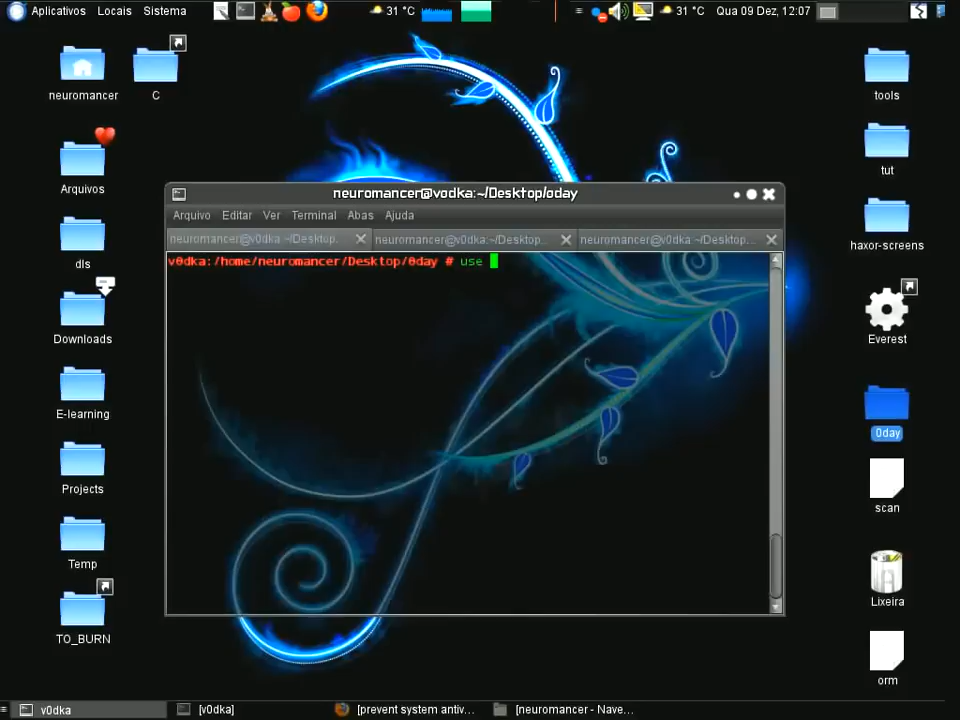 Aplicativos Locais Sistema 31 °C 31 °C Qua 09 Dez, 12:07
neuromancer
C
Arquivos
dls
Downloads
E-learning
Projects
Temp
TO_BURN
neuromancer@v0dka:~/Desktop/0day
Arquivo Editar Ver Terminal Abas Ajuda
neuromancer@v0dka ~/Desktop. neuromancer@v0dka:~/Desktop... neuromancer@v0dka:~/Desktop...
v0dka:/home/neuromancer/Desktop/0day # use
tools
tut
haxor-screens
Everest
0day
scan
Lixeira
orm
v0dka [v0dka] [prevent system antiv... [neuromancer - Nave...